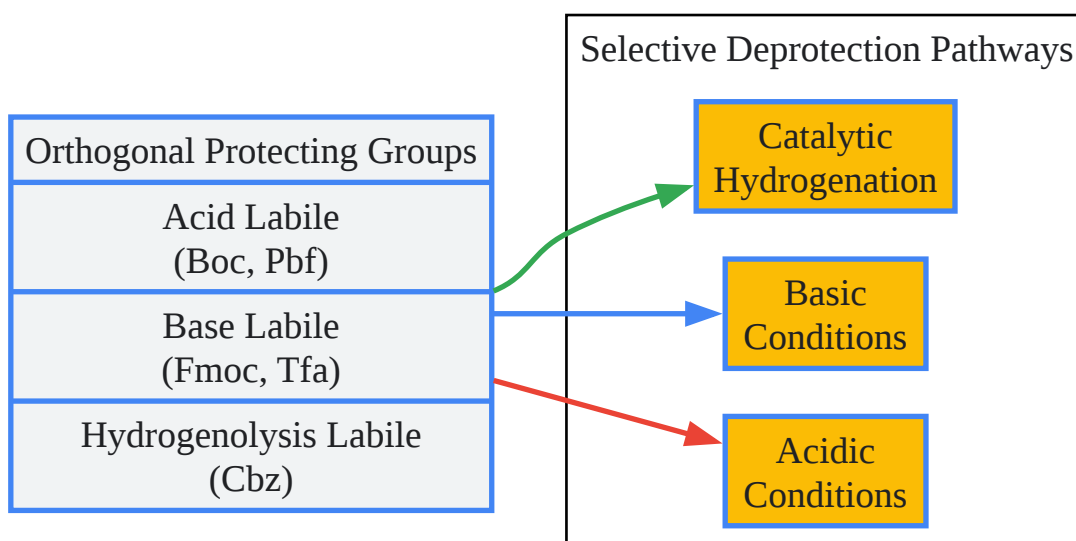 Selective Deprotection Pathways
Orthogonal Protecting Groups
Acid Labile
(Boc, Pbf)
Base Labile
(Fmoc, Tfa)
Hydrogenolysis Labile
(Cbz)
Catalytic
Hydrogenation
Basic
Conditions
Acidic
Conditions